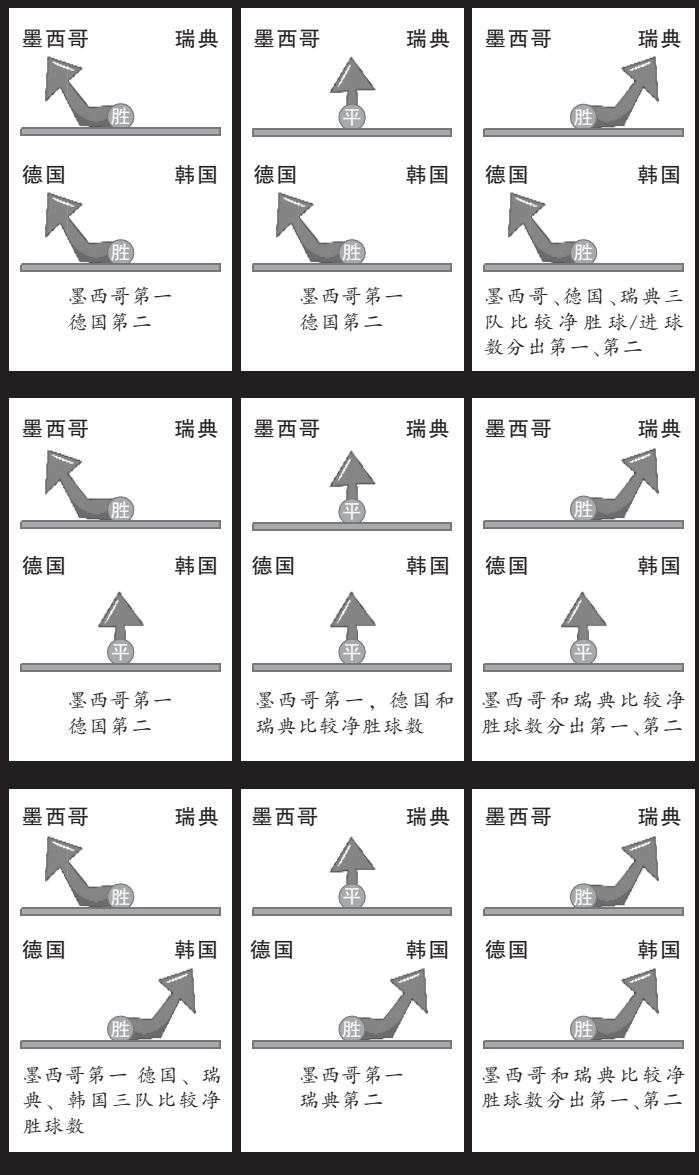 墨西哥 瑞典
胜
德国 韩国
胜
墨西哥第一
德国第二
墨西哥 瑞典
平
德国 韩国
胜
墨西哥第一
德国第二
墨西哥 瑞典
胜
德国 韩国
胜
墨西哥、德国、瑞典三
队比较净胜球/进球
数分出第一、第二
墨西哥 瑞典
胜
德国 韩国
平
墨西哥第一
德国第二
墨西哥 瑞典
平
德国 韩国
平
墨西哥第一，德国和
瑞典比较净胜球数
墨西哥 瑞典
胜
德国 韩国
平
墨西哥和瑞典比较净
胜球数分出第一、第二
墨西哥 瑞典
胜
德国 韩国
胜
墨西哥第一 德国、瑞
典、韩国三队比较净
胜球数
墨西哥 瑞典
平
德国 韩国
胜
墨西哥第一
瑞典第二
墨西哥 瑞典
胜
德国 韩国
胜
墨西哥和瑞典比较净
胜球数分出第一、第二